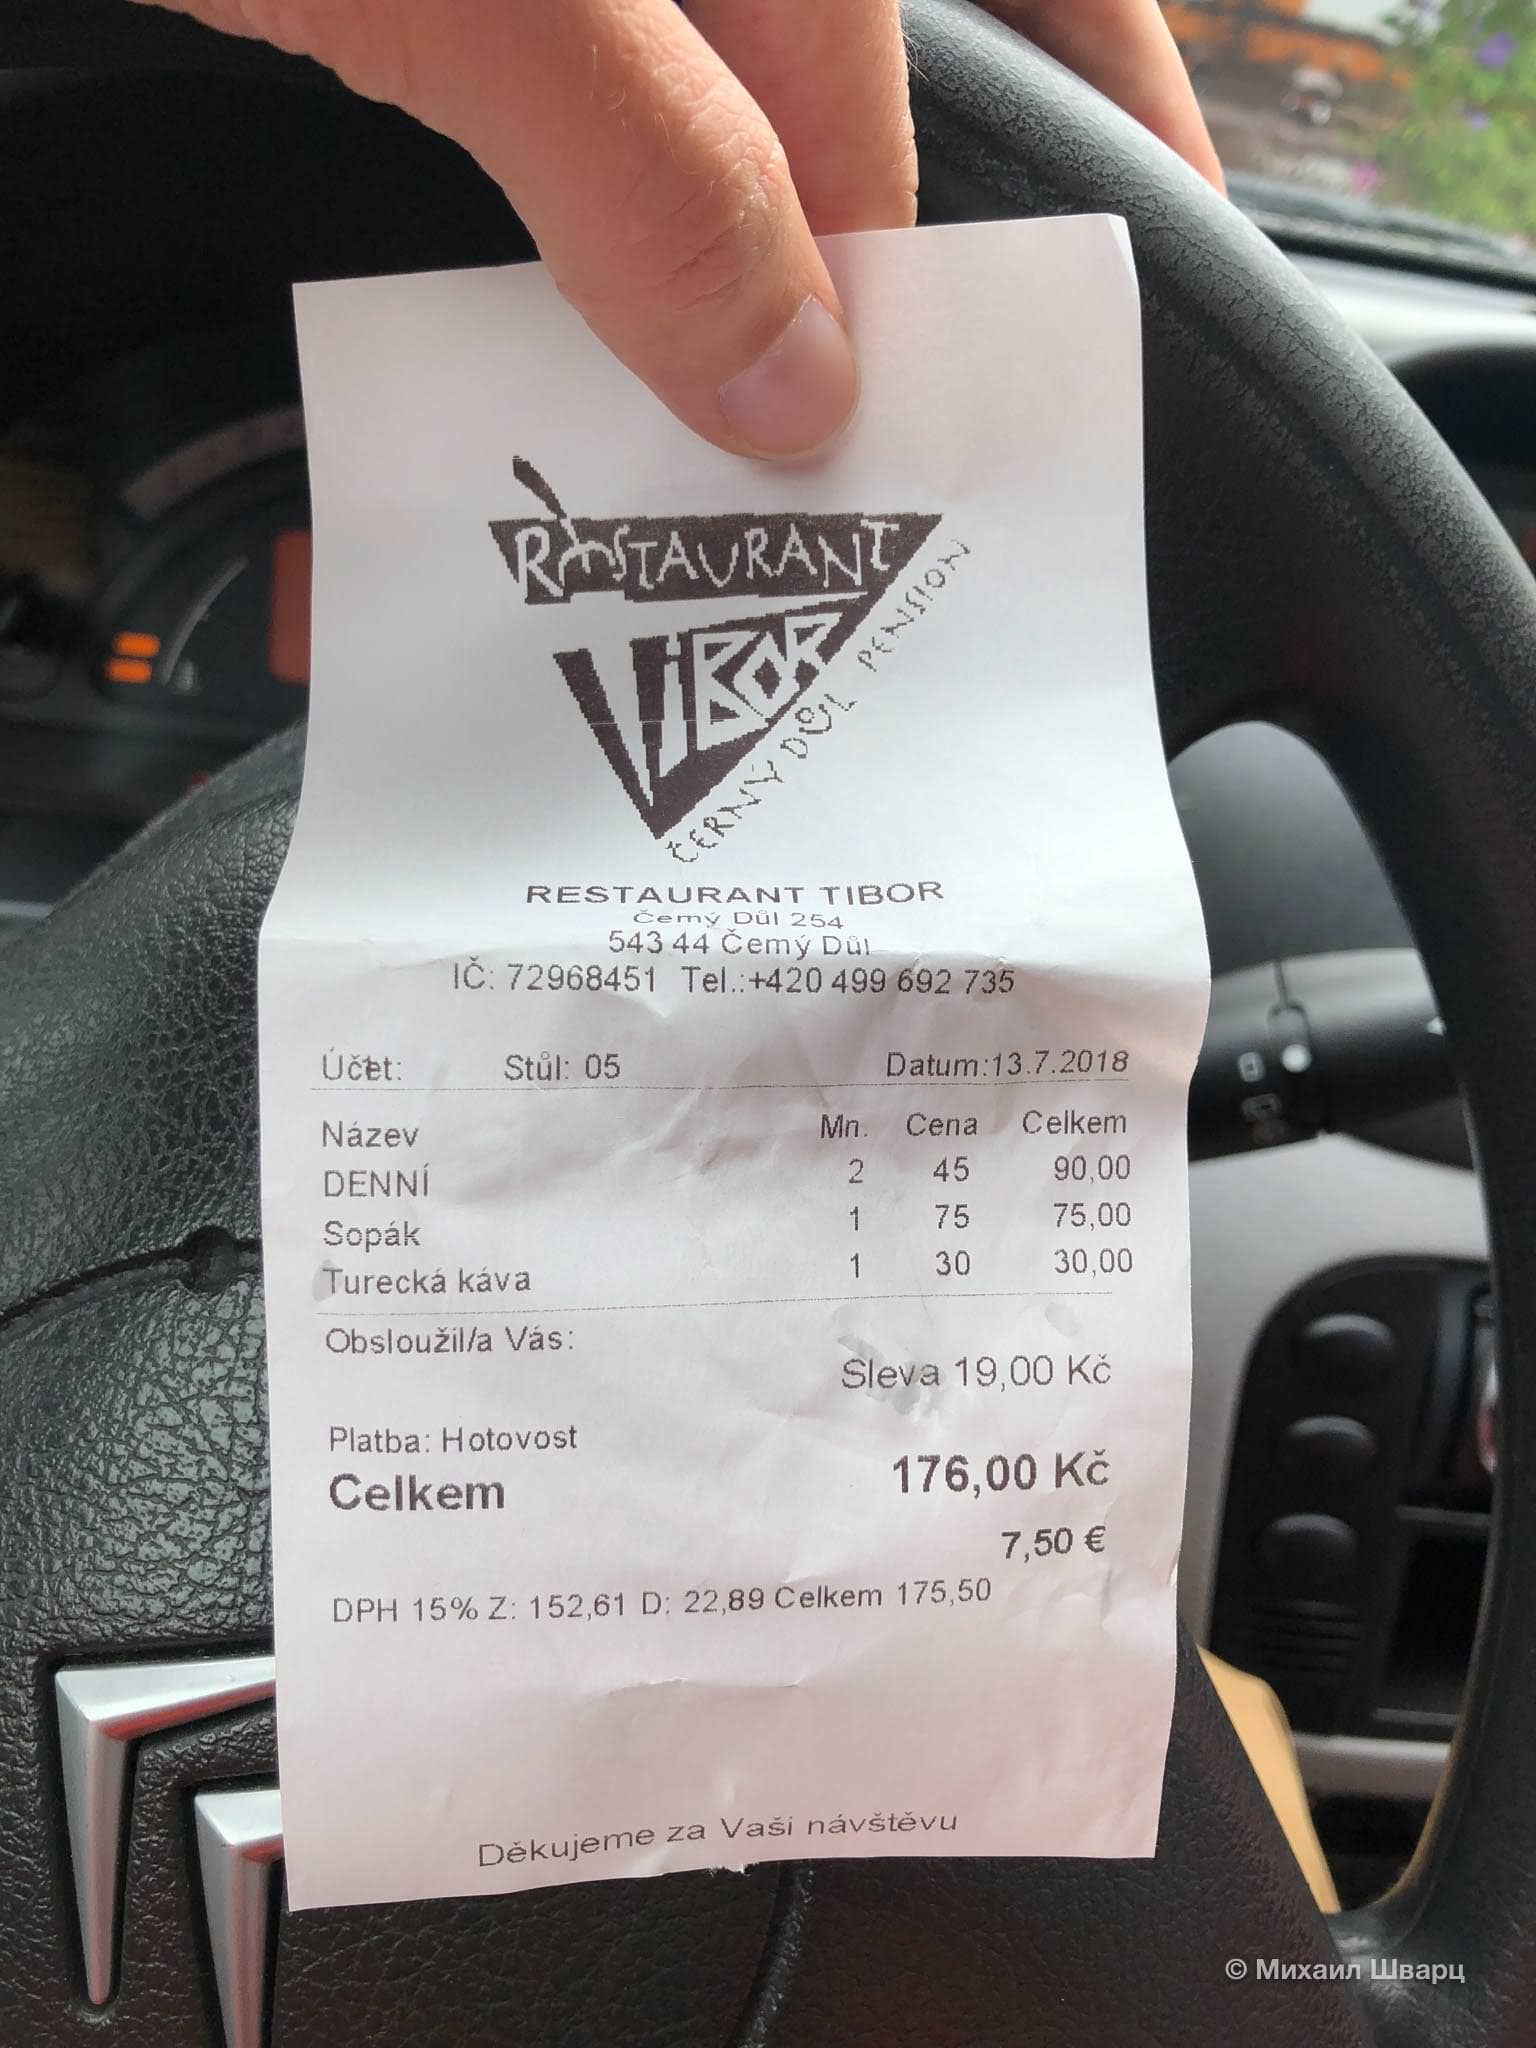 RESTAURANT
TIBOR
ČERNÝ DŮL PENSION
RESTAURANT TIBOR
Černý Důl 254
543 44 Černý Důl
IČ: 72968451 Tel.:+420 499 692 735
Účet: Stůl: 05 Datum:13.7.2018
Název Mn. Cena Celkem
DENNÍ 2 45 90,00
Sopák 1 75 75,00
Turecká káva 1 30 30,00
Obsloužil/a Vás:
Sleva 19,00 Kč
Platba: Hotovost
Celkem 176,00 Kč
7,50 €
DPH 15% Z: 152,61 D: 22,89 Celkem 175,50
Děkujeme za Vaši návštěvu
© Михаил Шварц